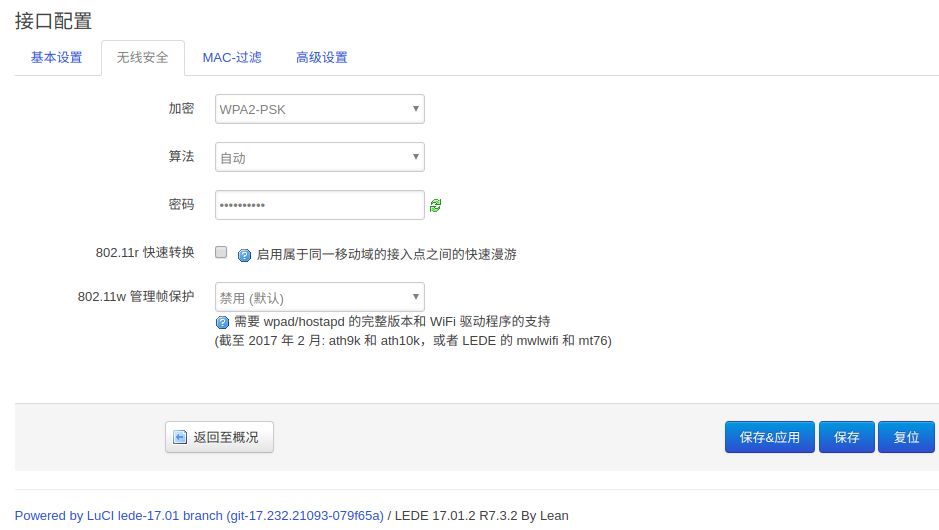 接口配置
基本设置 无线安全 MAC-过滤 高级设置
加密 WPA2-PSK
算法 自动
密码 ••••••••••
802.11r 快速转换 启用属于同一移动域的接入点之间的快速漫游
802.11w 管理帧保护 禁用 (默认)
需要 wpad/hostapd 的完整版本和 WiFi 驱动程序的支持
(截至 2017 年 2 月: ath9k 和 ath10k，或者 LEDE 的 mwlwifi 和 mt76)
返回至概况 保存&应用 保存 复位
Powered by LuCI lede-17.01 branch (git-17.232.21093-079f65a) / LEDE 17.01.2 R7.3.2 By Lean